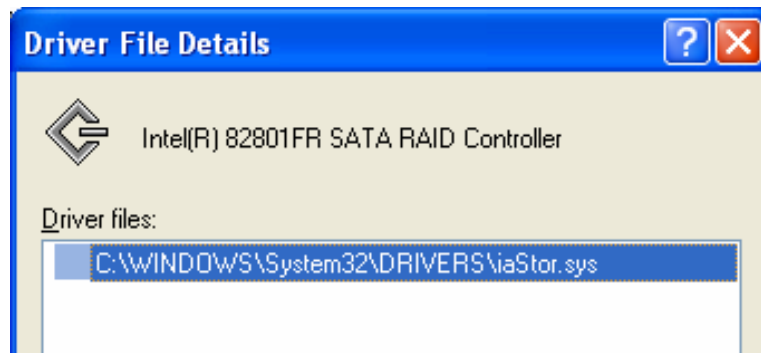 Driver File Details
Intel(R) 82801FR SATA RAID Controller
Driver files:
C:\WINDOWS\System32\DRIVERS\iaStor.sys